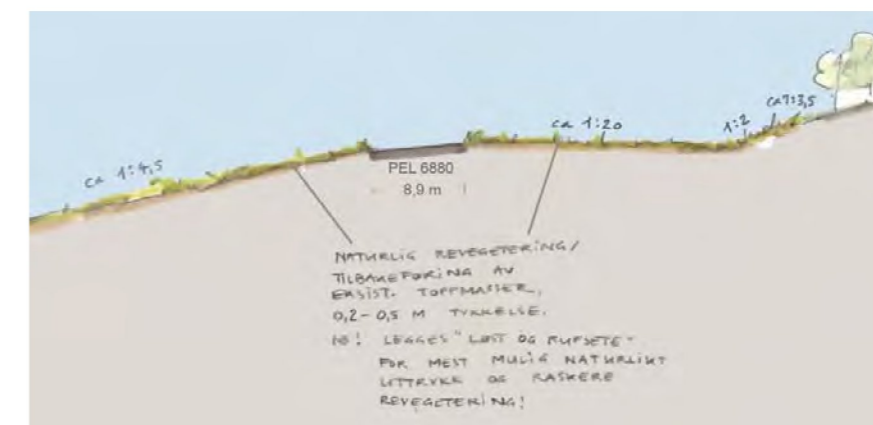 ca 1:4,5
ca 1:20
1:2
ca 1:3,5
PEL 6880
8,9 m
NATURLIG REVEGETERING/
TILBAKEFØRING AV
EKSIST. TOPPMASSER,
0,2-0,5 M TYKKELSE.
NB! LEGGES "LØST OG RUFSETE"
FOR MEST MULIG NATURLIKT
UTTRYKK OG RASKERE
REVEGETERING!